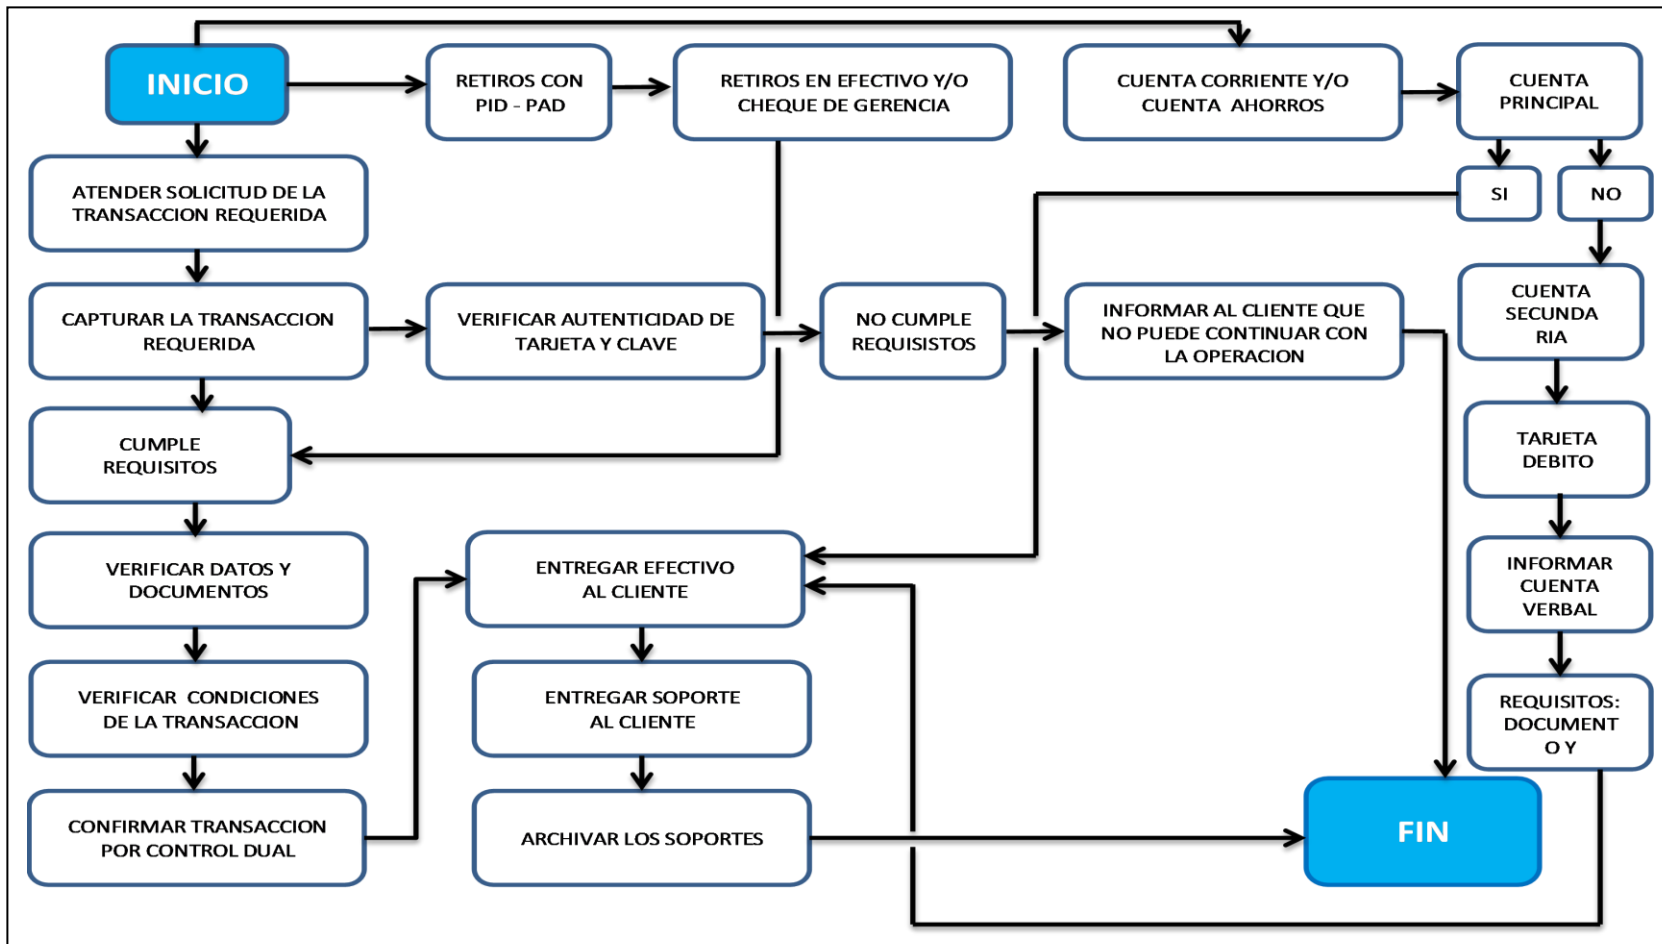 INICIO
RETIROS CON
PID - PAD
RETIROS EN EFECTIVO Y/O
CHEQUE DE GERENCIA
CUENTA CORRIENTE Y/O
CUENTA AHORROS
CUENTA
PRINCIPAL
ATENDER SOLICITUD DE LA
TRANSACCION REQUERIDA
SI
NO
CAPTURAR LA TRANSACCION
REQUERIDA
VERIFICAR AUTENTICIDAD DE
TARJETA Y CLAVE
NO CUMPLE
REQUISISTOS
INFORMAR AL CLIENTE QUE
NO PUEDE CONTINUAR CON
LA OPERACION
CUENTA
SECUNDA
RIA
CUMPLE
REQUISITOS
TARJETA
DEBITO
VERIFICAR DATOS Y
DOCUMENTOS
ENTREGAR EFECTIVO
AL CLIENTE
INFORMAR
CUENTA
VERBAL
VERIFICAR CONDICIONES
DE LA TRANSACCION
ENTREGAR SOPORTE
AL CLIENTE
REQUISITOS:
DOCUMENT
O Y
CONFIRMAR TRANSACCION
POR CONTROL DUAL
ARCHIVAR LOS SOPORTES
FIN